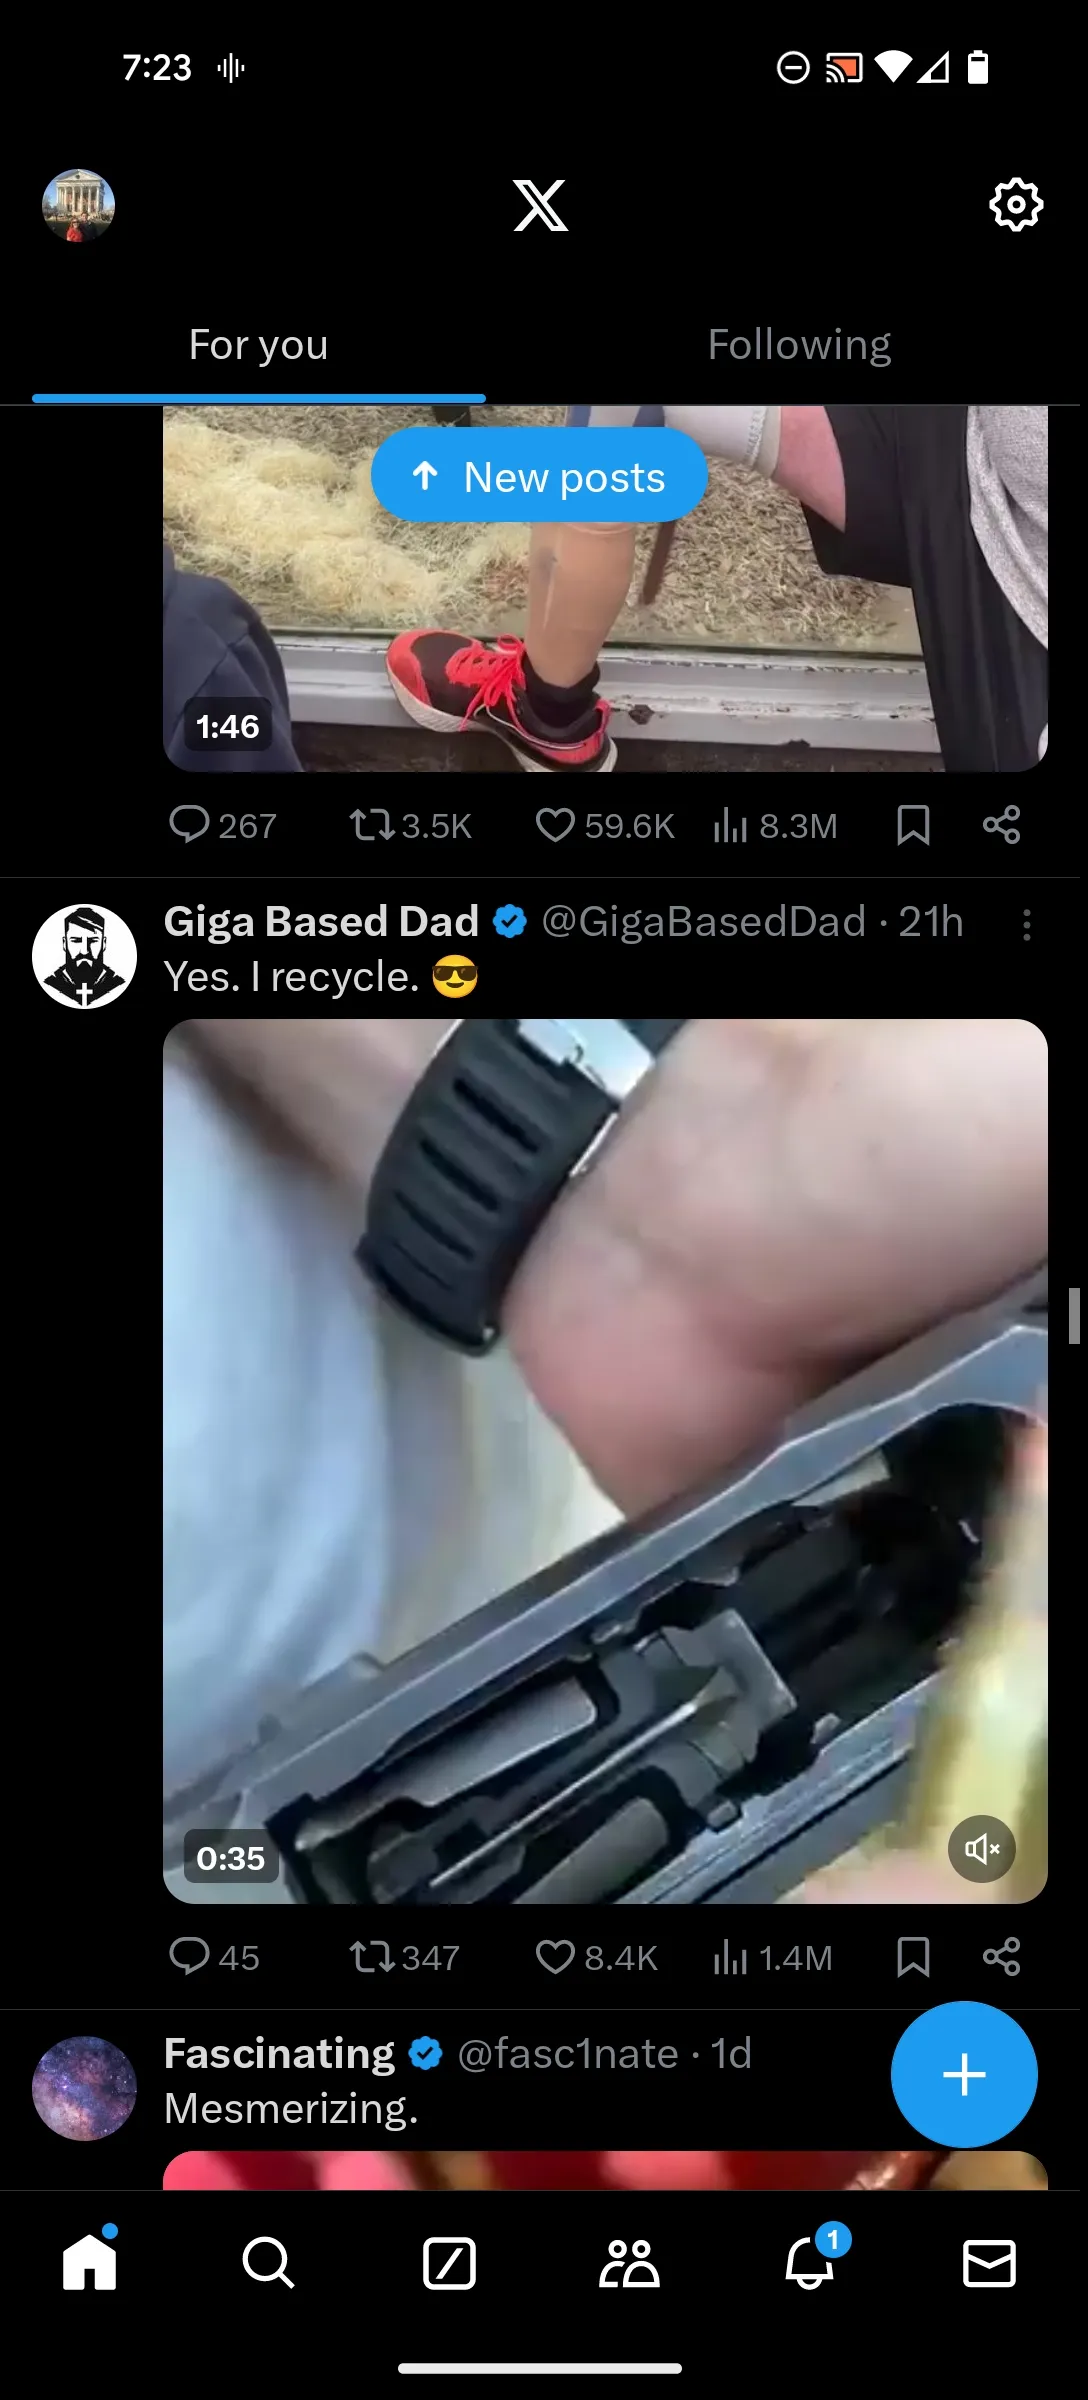 7:23
For you
Following
New posts
1:46
267
3.5K
59.6K
8.3M
Giga Based Dad @GigaBasedDad · 21h
Yes. I recycle. 😎
0:35
45
347
8.4K
1.4M
Fascinating @fasc1nate · 1d
Mesmerizing.
1